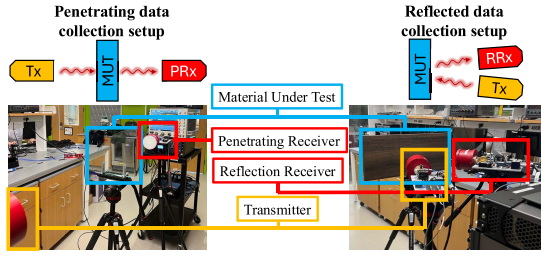 Penetrating data
collection setup
Reflected data
collection setup
Tx
MUT
PRx
MUT
RRx
Tx
Material Under Test
Penetrating Receiver
Reflection Receiver
Transmitter